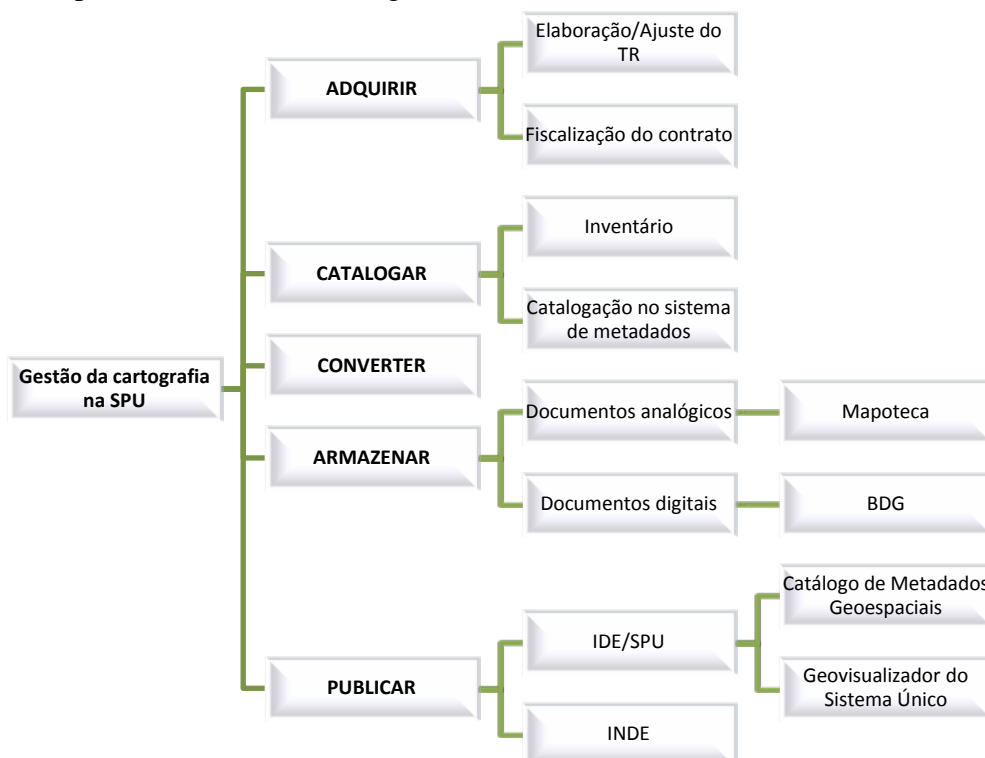 Elaboração/Ajuste do
TR
ADQUIRIR
Fiscalização do contrato
Inventário
CATALOGAR
Catalogação no sistema
de metadados
Gestão da cartografia
na SPU
CONVERTER
Documentos analógicos
Mapoteca
ARMAZENAR
Documentos digitais
BDG
Catálogo de Metadados
Geoespaciais
IDE/SPU
PUBLICAR
Geovisualizador do
Sistema Único
INDE